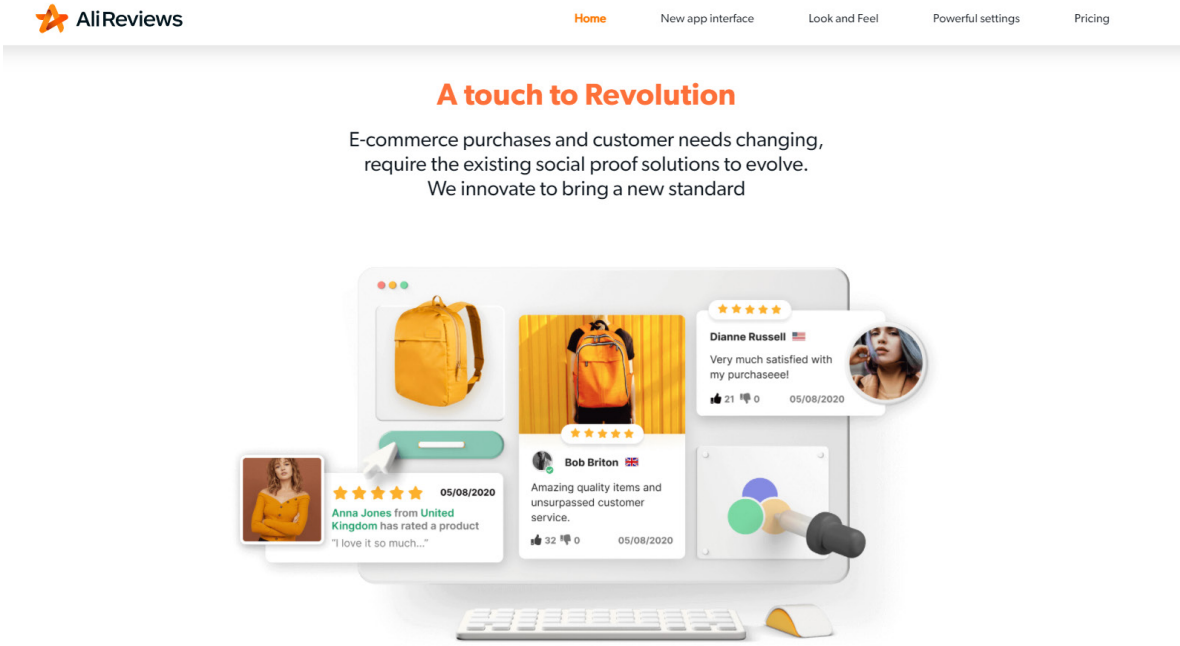 AliReviews
Home New app interface Look and Feel Powerful settings Pricing
A touch to Revolution
E-commerce purchases and customer needs changing,
require the existing social proof solutions to evolve.
We innovate to bring a new standard
Dianne Russell
Very much satisfied with
my purchaseee!
21 0 05/08/2020
Bob Briton
Amazing quality items and
unsurpassed customer
service.
32 0 05/08/2020
05/08/2020
Anna Jones from United
Kingdom has rated a product
"I love it so much..."